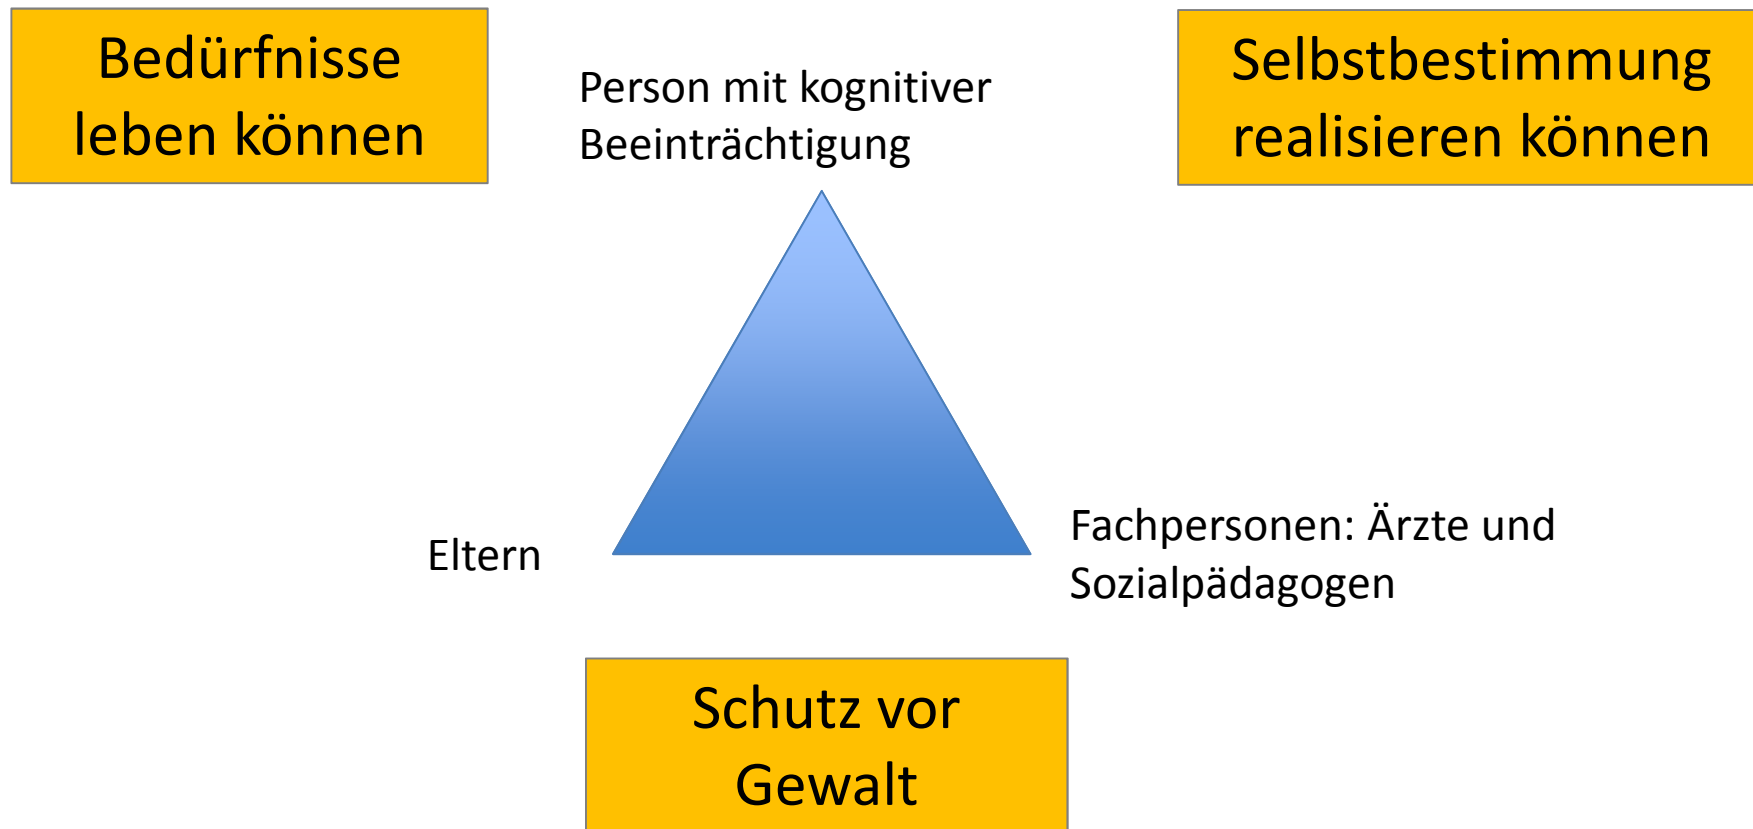 Bedürfnisse
leben können
Person mit kognitiver
Beeinträchtigung
Selbstbestimmung
realisieren können
Eltern
Fachpersonen: Ärzte und
Sozialpädagogen
Schutz vor
Gewalt